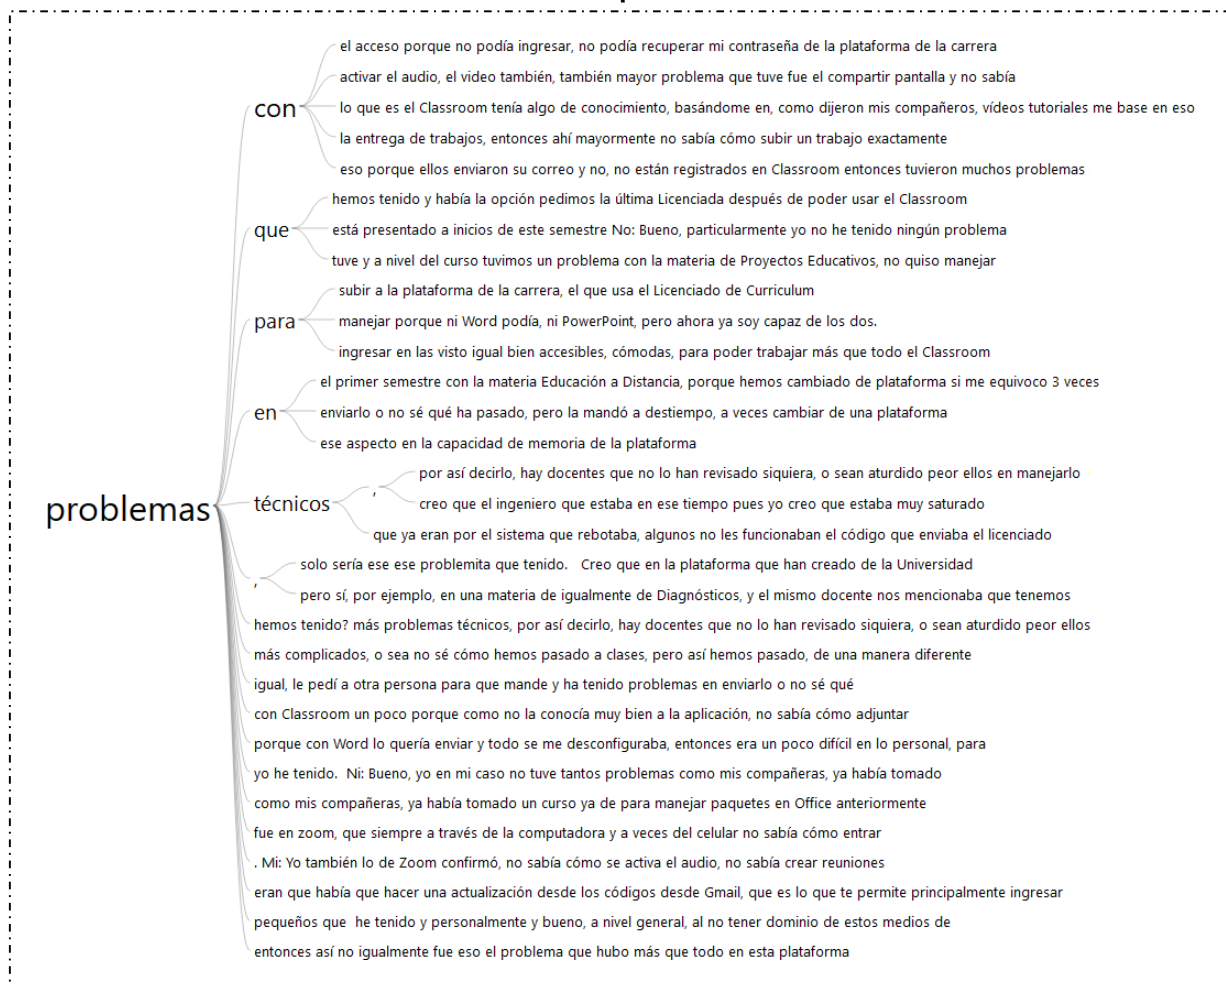 con
el acceso porque no podía ingresar, no podía recuperar mi contraseña de la plataforma de la carrera
activar el audio, el video también, también mayor problema que tuve fue el compartir pantalla y no sabía
lo que es el Classroom tenía algo de conocimiento, basándome en, como dijeron mis compañeros, vídeos tutoriales me base en eso
la entrega de trabajos, entonces ahí mayormente no sabía cómo subir un trabajo exactamente
eso porque ellos enviaron su correo y no, no están registrados en Classroom entonces tuvieron muchos problemas
que
hemos tenido y había la opción pedimos la última Licenciada después de poder usar el Classroom
está presentado a inicios de este semestre No: Bueno, particularmente yo no he tenido ningún problema
tuve y a nivel del curso tuvimos un problema con la materia de Proyectos Educativos, no quiso manejar
para
subir a la plataforma de la carrera, el que usa el Licenciado de Curriculum
manejar porque ni Word podía, ni PowerPoint, pero ahora ya soy capaz de los dos.
ingresar en las visto igual bien accesibles, cómodas, para poder trabajar más que todo el Classroom
en
el primer semestre con la materia Educación a Distancia, porque hemos cambiado de plataforma si me equivoco 3 veces
enviarlo o no sé qué ha pasado, pero la mandó a destiempo, a veces cambiar de una plataforma
ese aspecto en la capacidad de memoria de la plataforma
problemas
técnicos
,
por así decirlo, hay docentes que no lo han revisado siquiera, o sean aturdido peor ellos en manejarlo
creo que el ingeniero que estaba en ese tiempo pues yo creo que estaba muy saturado
que ya eran por el sistema que rebotaba, algunos no les funcionaban el código que enviaba el licenciado
,
solo sería ese ese problemita que tenido. Creo que en la plataforma que han creado de la Universidad
pero sí, por ejemplo, en una materia de igualmente de Diagnósticos, y el mismo docente nos mencionaba que tenemos
hemos tenido? más problemas técnicos, por así decirlo, hay docentes que no lo han revisado siquiera, o sean aturdido peor ellos
más complicados, o sea no sé cómo hemos pasado a clases, pero así hemos pasado, de una manera diferente
igual, le pedí a otra persona para que mande y ha tenido problemas en enviarlo o no sé qué
con Classroom un poco porque como no la conocía muy bien a la aplicación, no sabía cómo adjuntar
porque con Word lo quería enviar y todo se me desconfiguraba, entonces era un poco difícil en lo personal, para
yo he tenido. Ni: Bueno, yo en mi caso no tuve tantos problemas como mis compañeras, ya había tomado
como mis compañeras, ya había tomado un curso ya de para manejar paquetes en Office anteriormente
fue en zoom, que siempre a través de la computadora y a veces del celular no sabía cómo entrar
. Mi: Yo también lo de Zoom confirmó, no sabía cómo se activa el audio, no sabía crear reuniones
eran que había que hacer una actualización desde los códigos desde Gmail, que es lo que te permite principalmente ingresar
pequeños que he tenido y personalmente y bueno, a nivel general, al no tener dominio de estos medios de
entonces así no igualmente fue eso el problema que hubo más que todo en esta plataforma